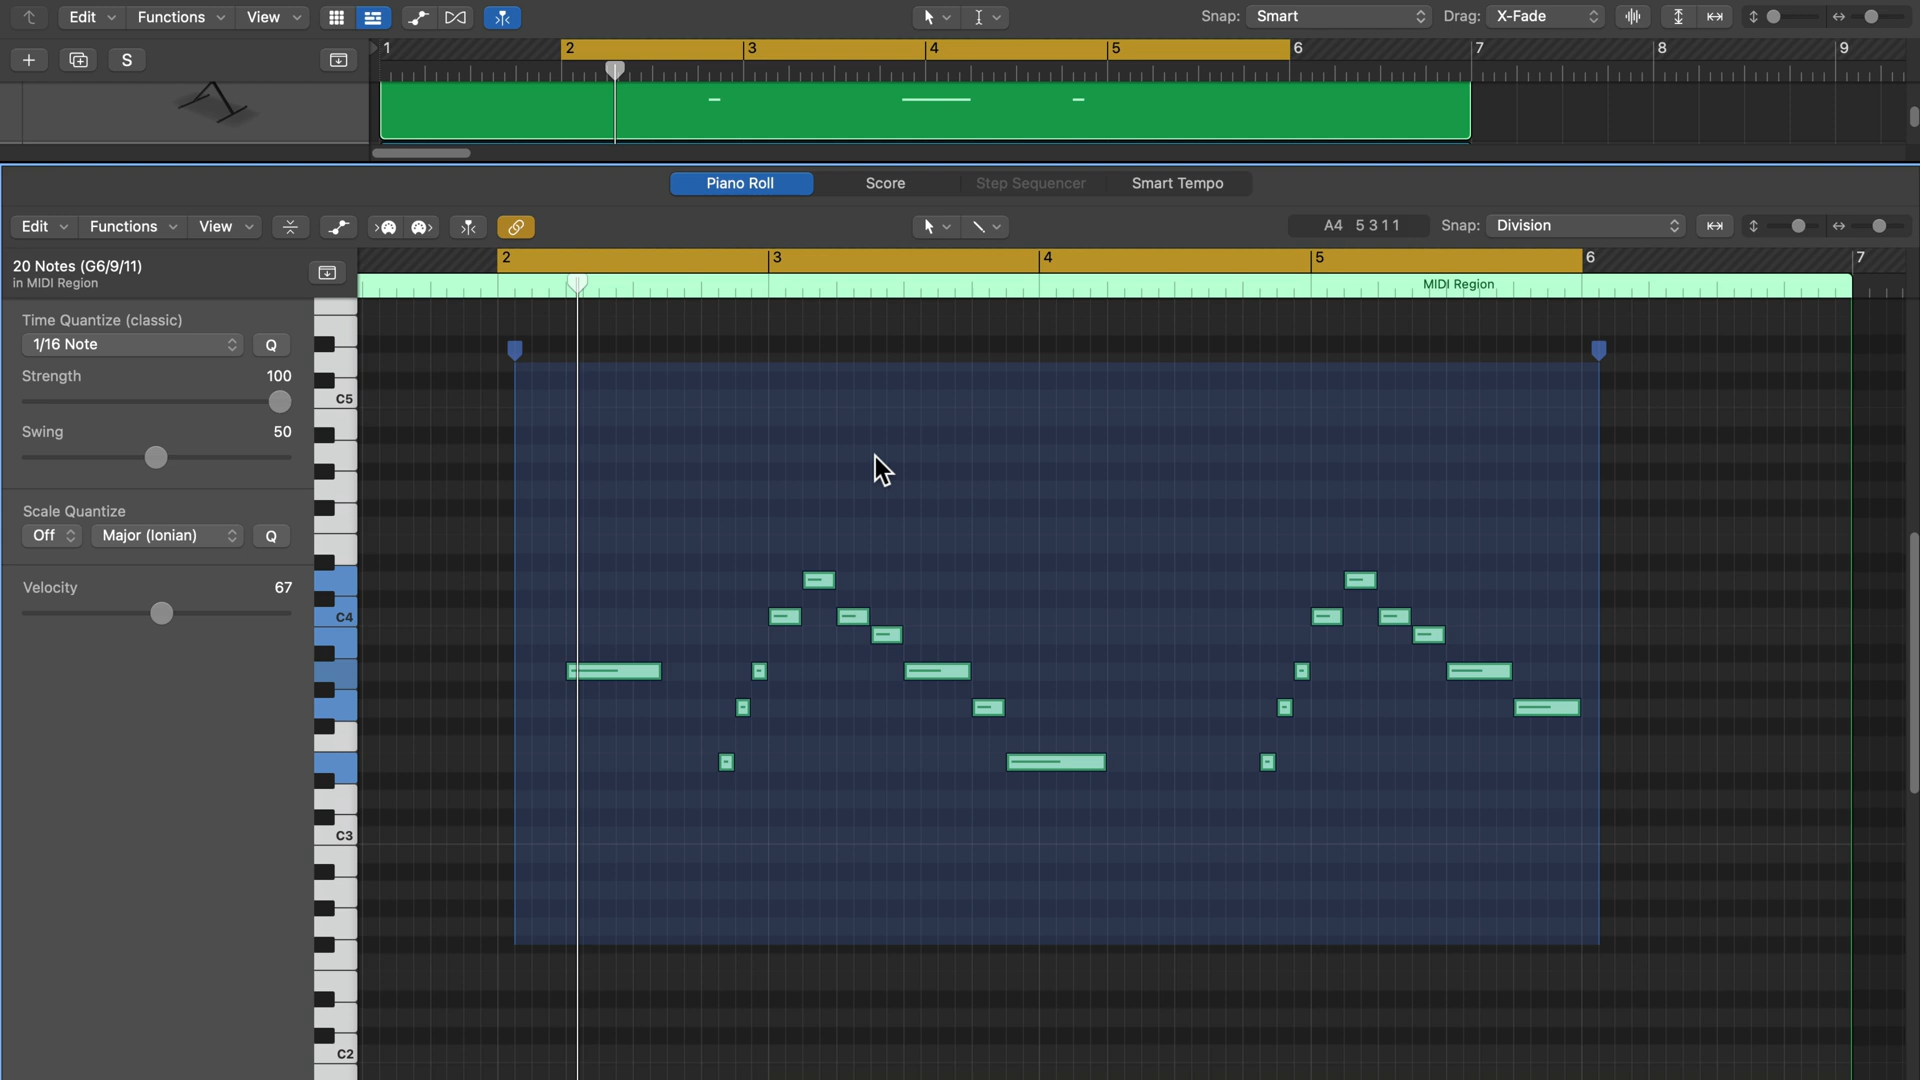 Edit Functions View Snap: Smart Drag: X-Fade
S 1 2 3 4 5 6 7 8 9
Piano Roll Score Step Sequencer Smart Tempo
Edit Functions View A4 5 3 1 1 Snap: Division
20 Notes (G6/9/11) 2 3 4 5 6 7
in MIDI Region MIDI Region
Time Quantize (classic)
1/16 Note Q
Strength 100
C5
Swing 50
Scale Quantize
Off Major (Ionian) Q
Velocity 67
C4
C3
C2